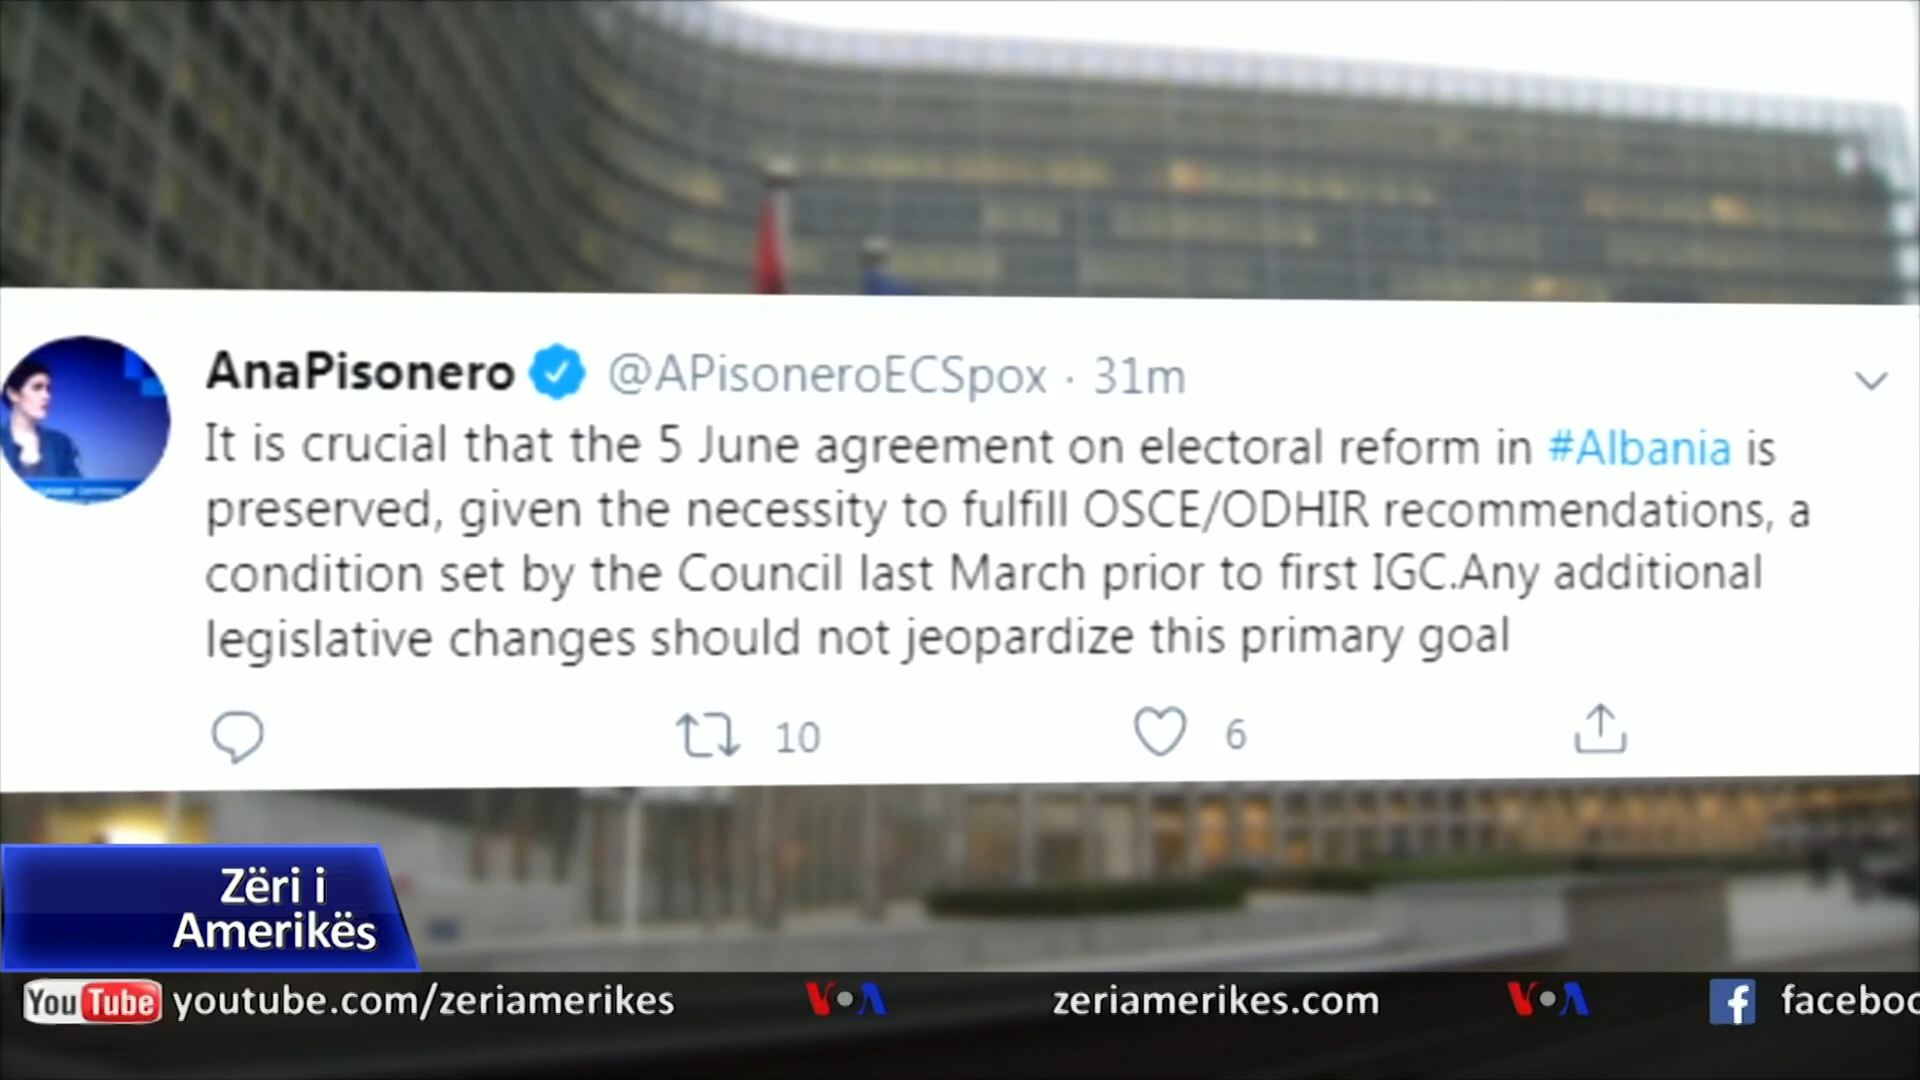 AnaPisonero @APisoneroECSpox · 31m
It is crucial that the 5 June agreement on electoral reform in #Albania is
preserved, given the necessity to fulfill OSCE/ODHIR recommendations, a
condition set by the Council last March prior to first IGC.Any additional
legislative changes should not jeopardize this primary goal
10 6
Zëri i
Amerikës
YouTube youtube.com/zeriamerikes VOA zeriamerikes.com VOA f faceboo